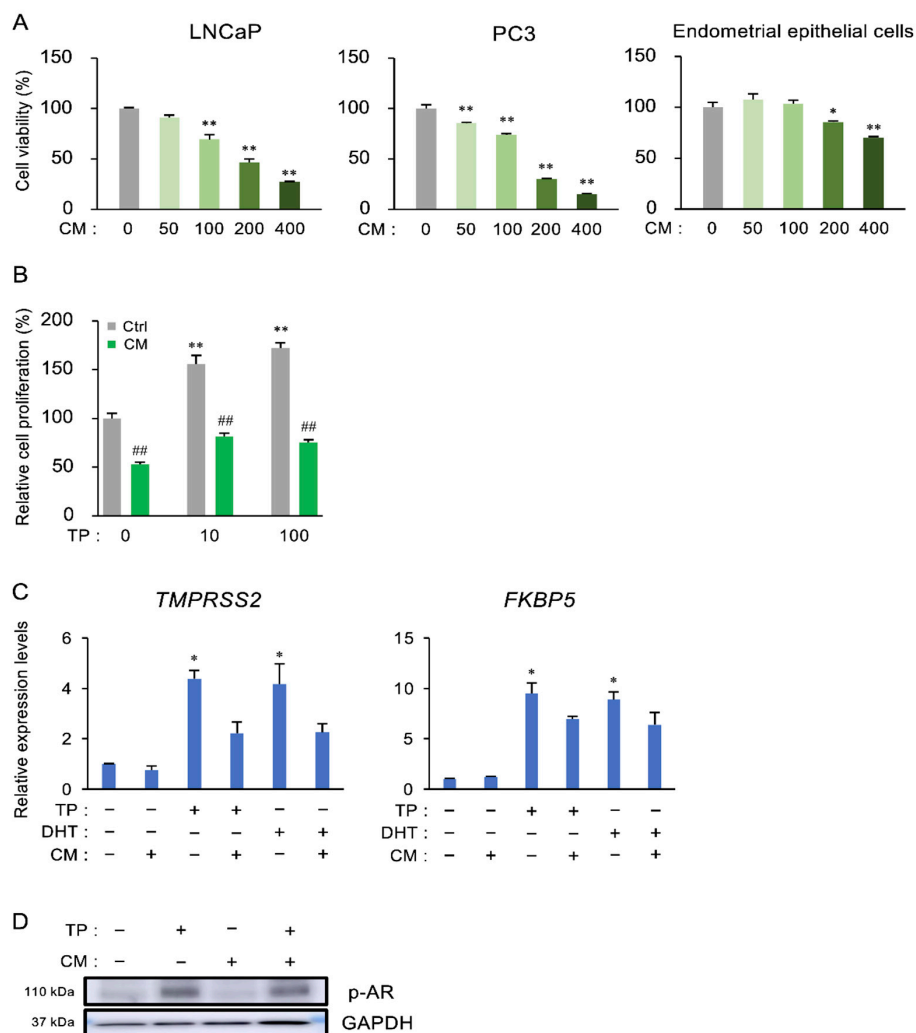 A
LNCaP
PC3
Endometrial epithelial cells
Cell viability (%)
150
100
50
0
CM : 0 50 100 200 400
150
100
50
0
CM : 0 50 100 200 400
150
100
50
0
CM : 0 50 100 200 400
** ** **
** ** ** **
* **
B
Relative cell proliferation (%)
200
150
100
50
0
Ctrl
CM
** **
## ## ##
TP : 0 10 100
C
TMPRSS2
FKBP5
Relative expression levels
6
4
2
0
* *
15
10
5
0
* *
TP : – – + + – –
DHT : – – – – + +
CM : – + – + – +
TP : – – + + – –
DHT : – – – – + +
CM : – + – + – +
D
TP : – + – +
CM : – – + +
110 kDa p-AR
37 kDa GAPDH